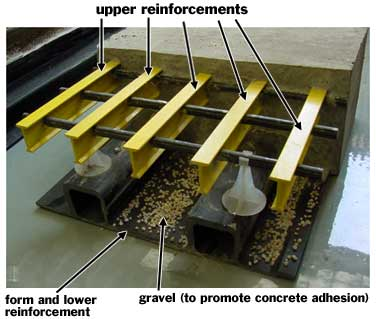 upper reinforcements
form and lower
reinforcement
gravel (to promote concrete adhesion)